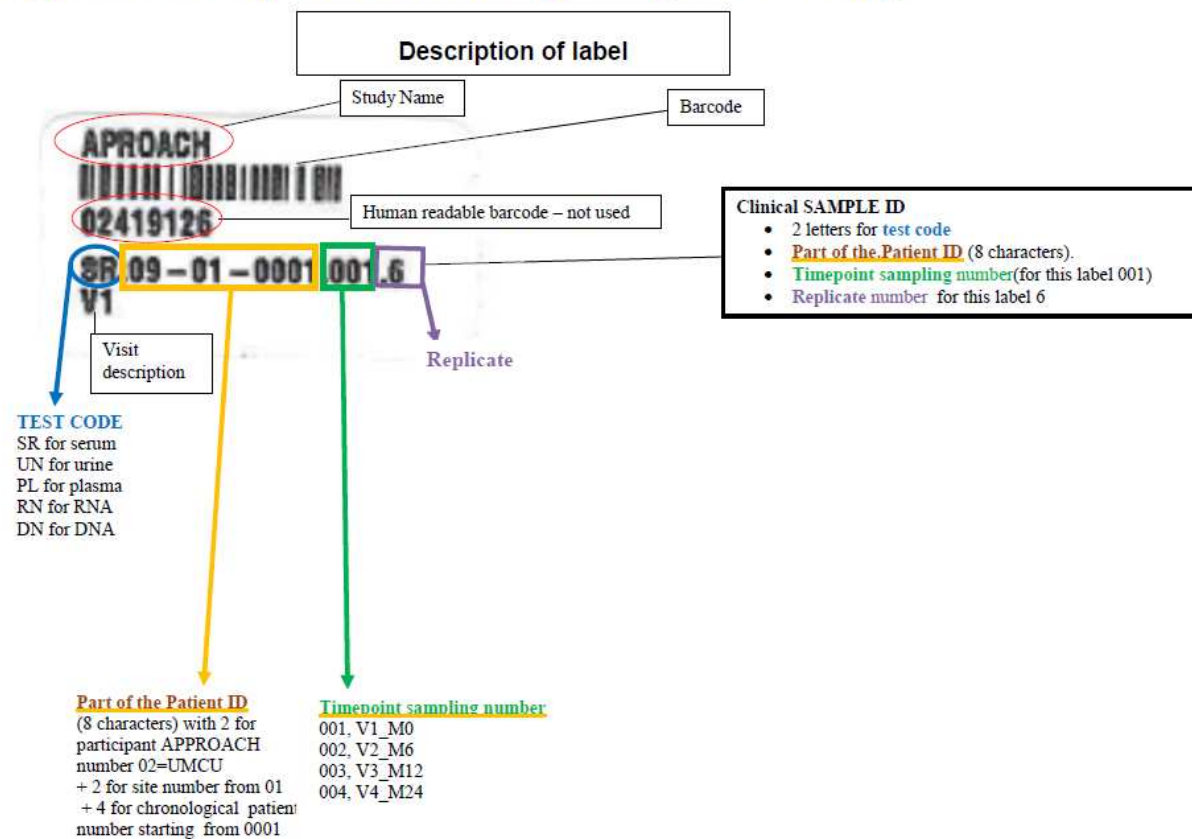 Description of label
Study Name
Barcode
APROACH
02419126
Human readable barcode – not used
SR 09-01-0001 001.6
V1
Visit
description
Replicate
Clinical SAMPLE ID
• 2 letters for test code
• Part of the.Patient ID (8 characters).
• Timepoint sampling number(for this label 001)
• Replicate number for this label 6
TEST CODE
SR for serum
UN for urine
PL for plasma
RN for RNA
DN for DNA
Part of the Patient ID
(8 characters) with 2 for
participant APPROACH
number 02=UMCU
+ 2 for site number from 01
+ 4 for chronological patient
number starting from 0001
Timepoint sampling number
001, V1_M0
002, V2_M6
003, V3_M12
004, V4_M24